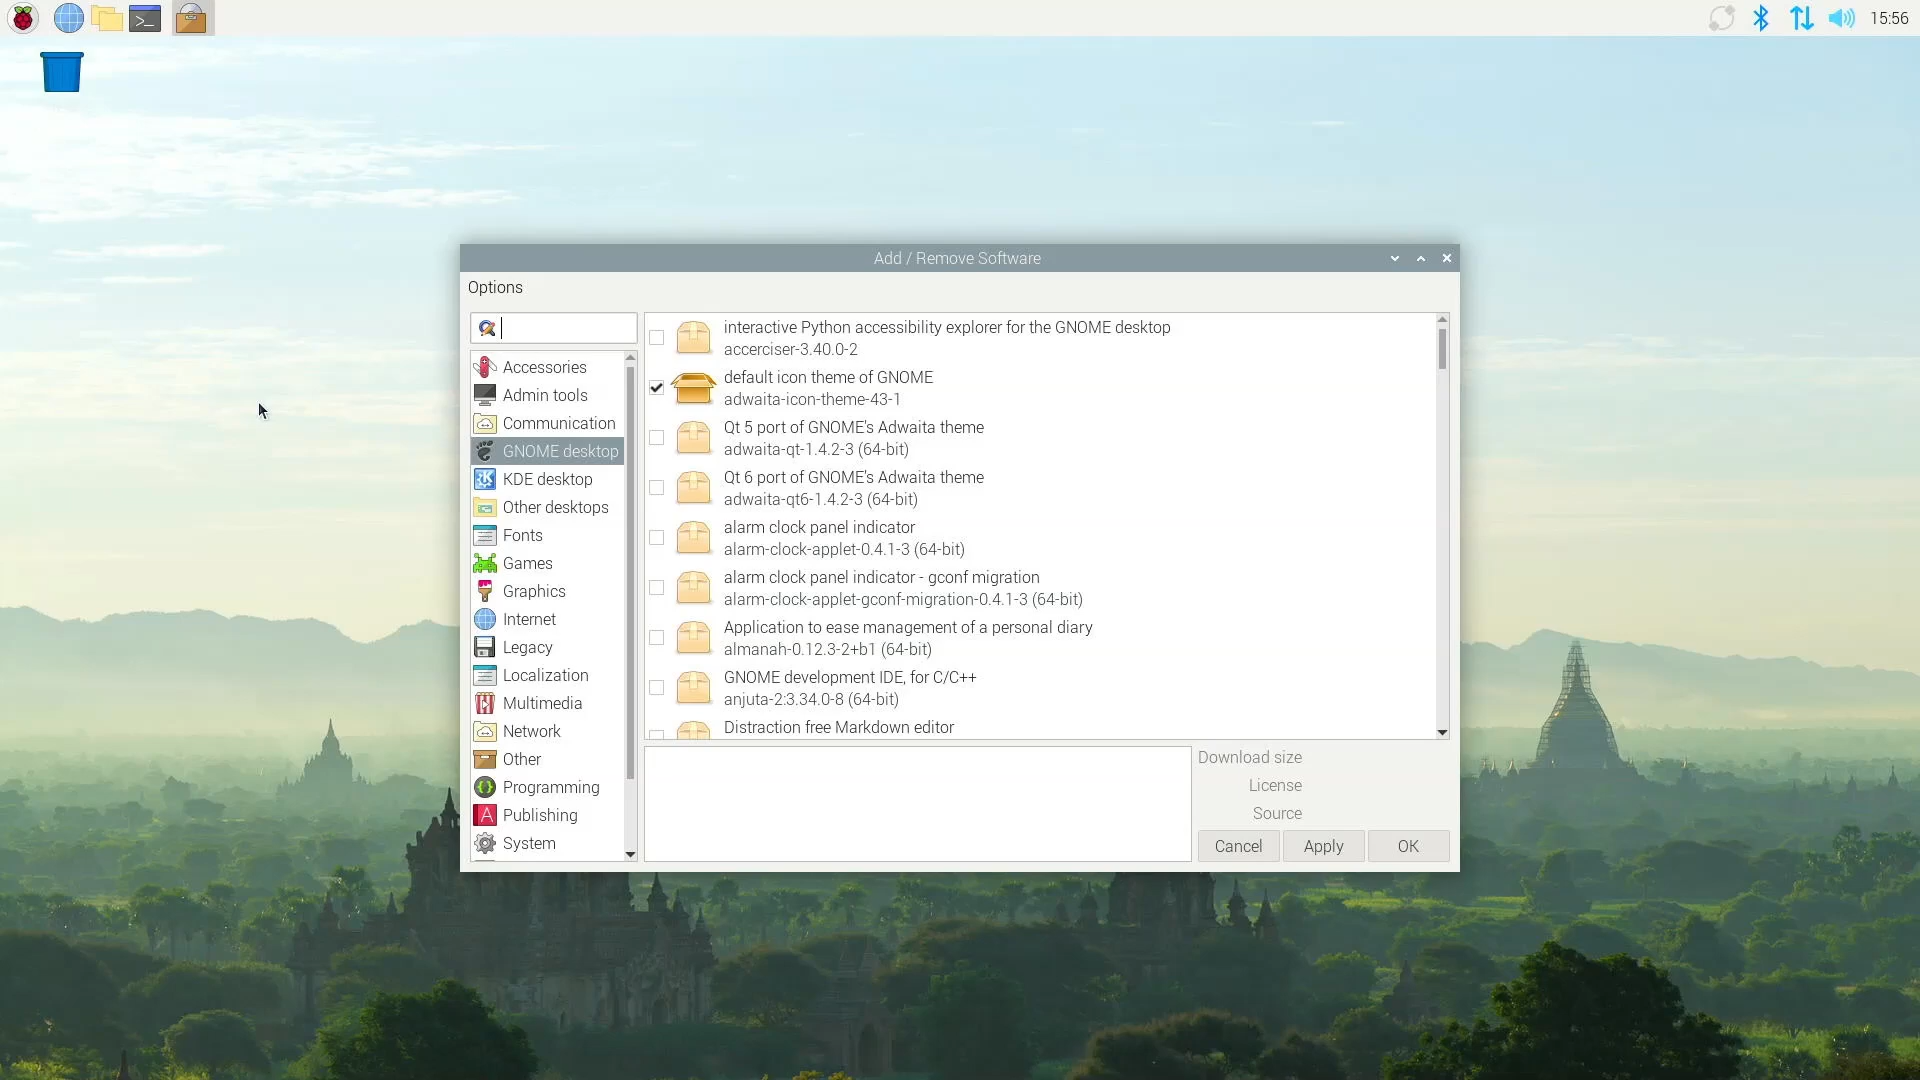 15:56
Add / Remove Software
Options
Accessories
Admin tools
Communication
GNOME desktop
KDE desktop
Other desktops
Fonts
Games
Graphics
Internet
Legacy
Localization
Multimedia
Network
Other
Programming
Publishing
System
interactive Python accessibility explorer for the GNOME desktop
accerciser-3.40.0-2
default icon theme of GNOME
adwaita-icon-theme-43-1
Qt 5 port of GNOME's Adwaita theme
adwaita-qt-1.4.2-3 (64-bit)
Qt 6 port of GNOME's Adwaita theme
adwaita-qt6-1.4.2-3 (64-bit)
alarm clock panel indicator
alarm-clock-applet-0.4.1-3 (64-bit)
alarm clock panel indicator - gconf migration
alarm-clock-applet-gconf-migration-0.4.1-3 (64-bit)
Application to ease management of a personal diary
almanah-0.12.3-2+b1 (64-bit)
GNOME development IDE, for C/C++
anjuta-2:3.34.0-8 (64-bit)
Distraction free Markdown editor
Download size
License
Source
Cancel
Apply
OK